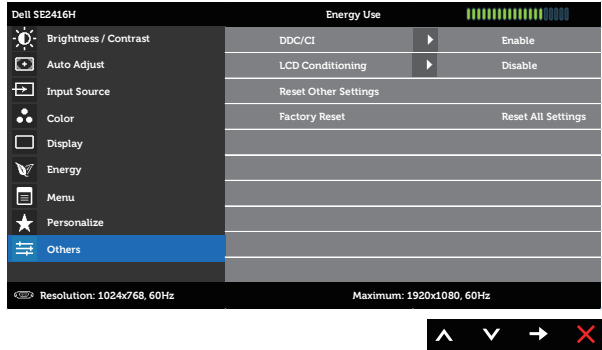 Dell SE2416H Energy Use
Brightness / Contrast DDC/CI Enable
Auto Adjust LCD Conditioning Disable
Input Source Reset Other Settings
Color Factory Reset Reset All Settings
Display
Energy
Menu
Personalize
Others
Resolution: 1024x768, 60Hz Maximum: 1920x1080, 60Hz